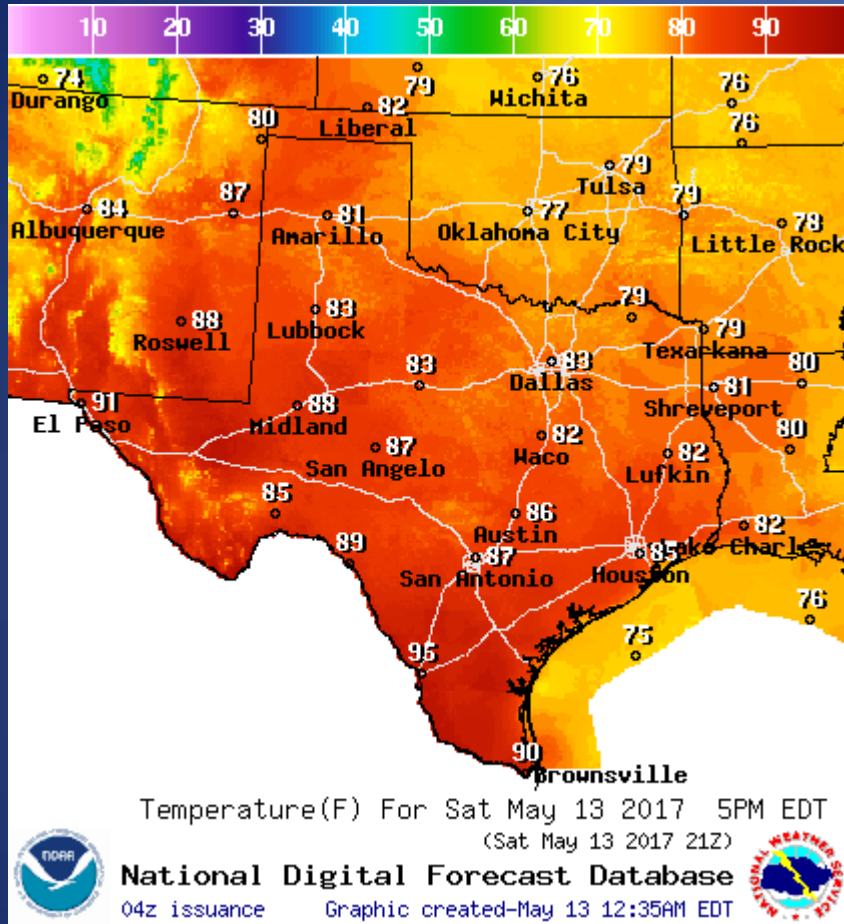 10 20 30 40 50 60 70 80 90
79
74 76
Durango Wichita 76
82
Liberal
80 76
79
Tulsa
84 87 81 77 79 78
Albuquerque Amarillo Oklahoma City Little Rock
88 83 79
Roswell Lubbock 79
Texarkana
83 83 80
Dallas
91 88 81
El Paso Midland Shreveport
87 82 82 80
San Angelo Waco Lufkin
85 86 82
Austin
89 87 85 Lake Charles
San Antonio Houston
76
95 75
90
Brownsville
Temperature(F) For Sat May 13 2017 5PM EDT
(Sat May 13 2017 21Z)
NOAA
National Digital Forecast Database
04z issuance Graphic created-May 13 12:35AM EDT
NATIONAL WEATHER SERVICE